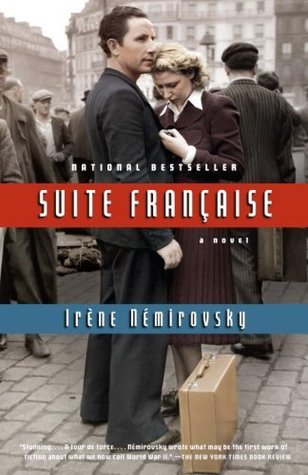 NATIONAL BESTSELLER
SUITE FRANÇAISE
a novel
Irène Némirovsky
"Stunning. . . . A tour de force. . . . Némirovsky wrote what may be the first work of
fiction about what we now call World War II." —THE NEW YORK TIMES BOOK REVIEW